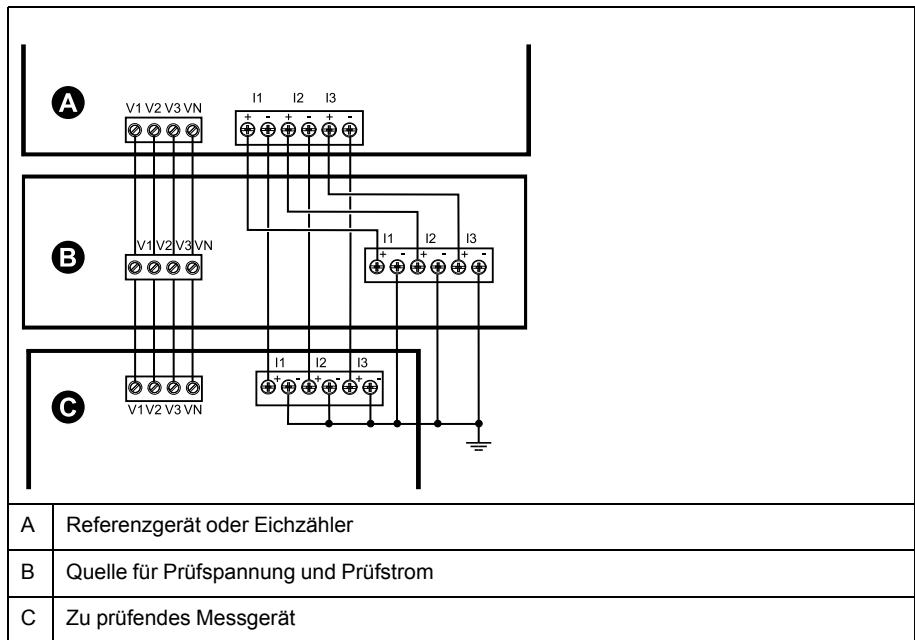 A
V1 V2 V3 VN
I1 I2 I3
+ - + - + -
B
V1 V2 V3 VN
I1 I2 I3
+ - + - + -
C
I1 I2 I3
+ - + - + -
V1 V2 V3 VN
A Referenzgerät oder Eichzähler
B Quelle für Prüfspannung und Prüfstrom
C Zu prüfendes Messgerät